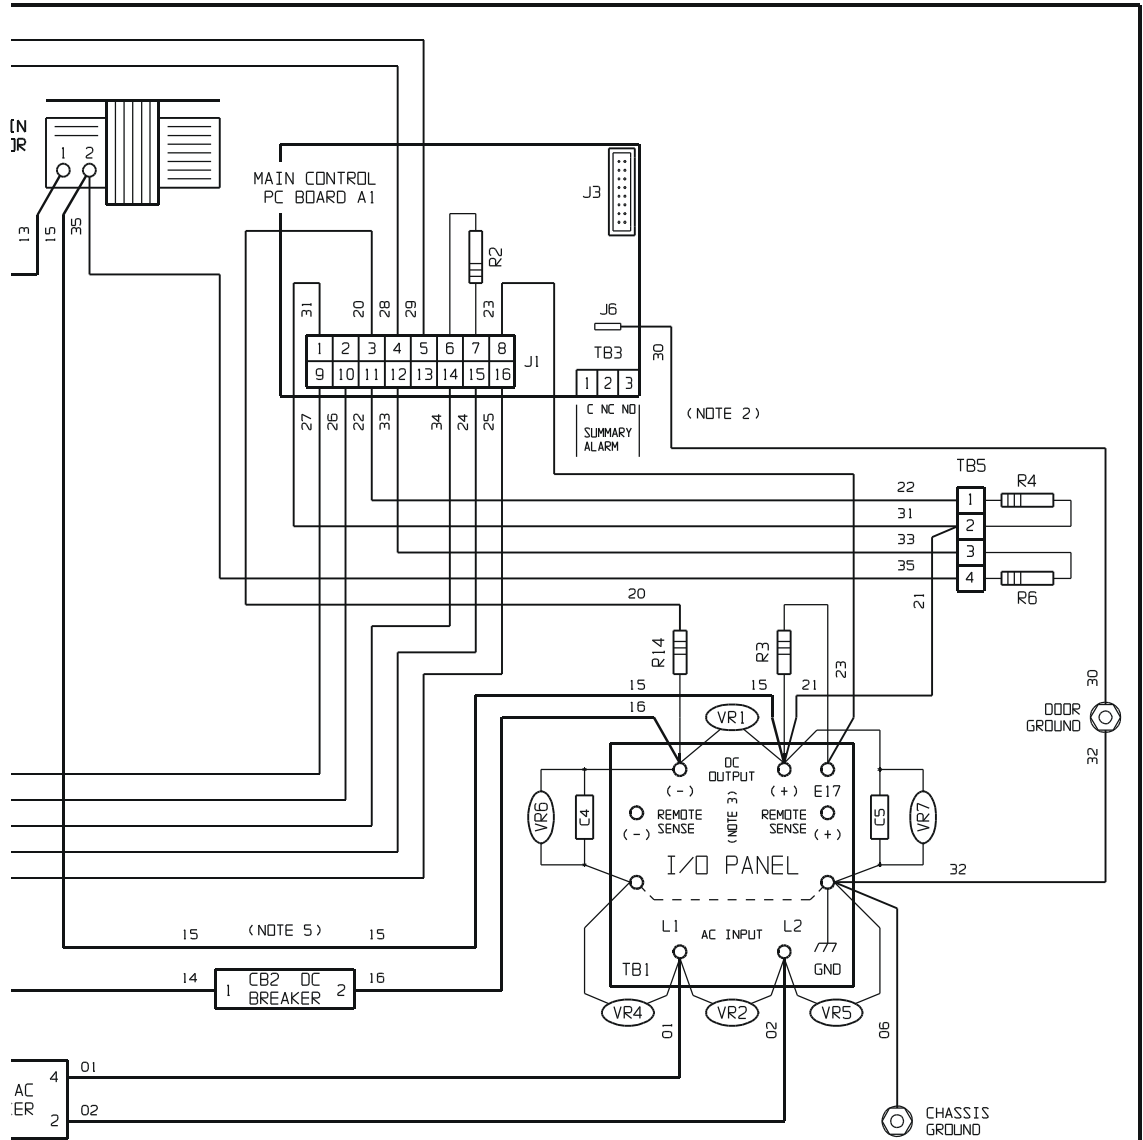 IN
OR
1 2
13
15
35
MAIN CONTROL
PC BOARD A1
J3
R2
31
20
28
29
23
J6
30
1 2 3 4 5 6 7 8
9 10 11 12 13 14 15 16
J1
TB3
1 2 3
C NC NO
SUMMARY
ALARM
27
26
22
33
34
24
25
(NOTE 2)
TB5
22
31
33
35
1
2
3
4
R4
R6
21
20
R14
R3
23
15
15
21
16
VR1
30
DOOR
GROUND
32
DC
OUTPUT
(-)
(+)
E17
(NOTE 3)
REMOTE
SENSE
(-)
REMOTE
SENSE
(+)
VR6
C4
C5
VR7
I/O PANEL
32
L1
AC INPUT
L2
TB1
GND
15
(NOTE 5)
15
14
1
CB2 DC
BREAKER
2
16
VR4
VR2
VR5
01
02
06
01
4
AC
ER
02
2
CHASSIS
GROUND